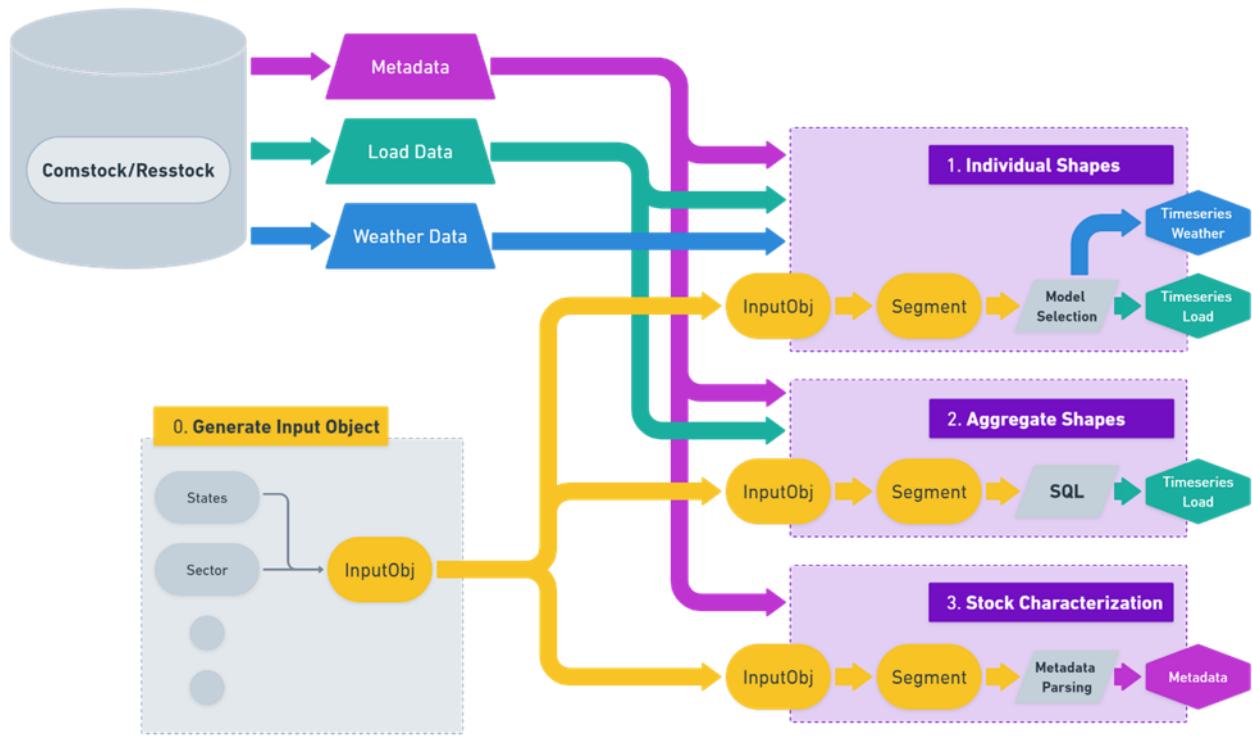 Comstock/Resstock
Metadata
Load Data
Weather Data
1. Individual Shapes
Timeseries
Weather
InputObj
Segment
Model
Selection
Timeseries
Load
0. Generate Input Object
States
Sector
InputObj
2. Aggregate Shapes
InputObj
Segment
SQL
Timeseries
Load
3. Stock Characterization
InputObj
Segment
Metadata
Parsing
Metadata